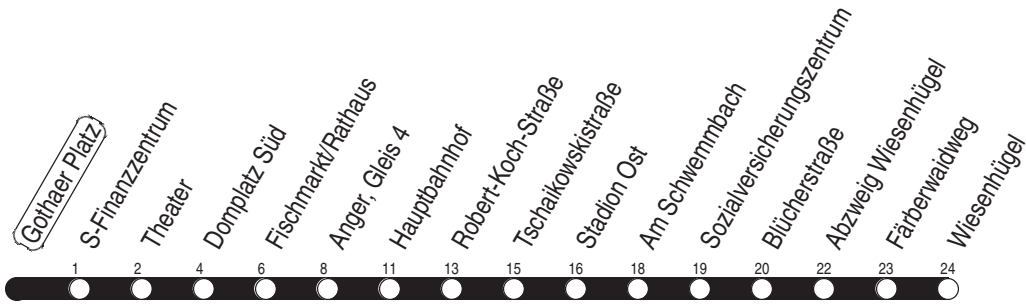 Gothaer Platz
S-Finanzzentrum
Theater
Domplatz Süd
Fischmarkt/Rathaus
Anger, Gleis 4
Hauptbahnhof
Robert-Koch-Straße
Tschaikowskistraße
Stadion Ost
Am Schwemmbach
Sozialversicherungszentrum
Blücherstraße
Abzweig Wiesenhügel
Färberwaidweg
Wiesenhügel
1 2 4 6 8 11 13 15 16 18 19 20 22 23 24